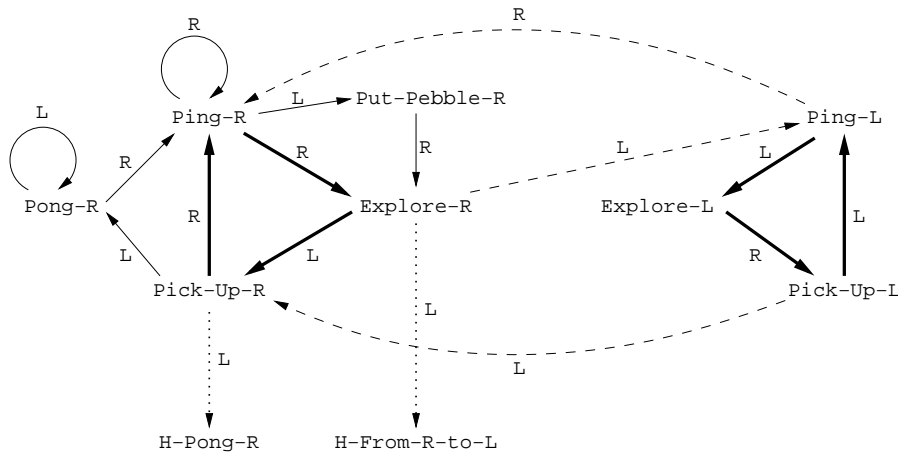 R
R
L
Ping-R
L
Put-Pebble-R
Ping-L
L
R
R
R
L
L
Pong-R
R
Explore-R
Explore-L
L
L
L
R
Pick-Up-R
Pick-Up-L
L
L
L
H-Pong-R
H-From-R-to-L